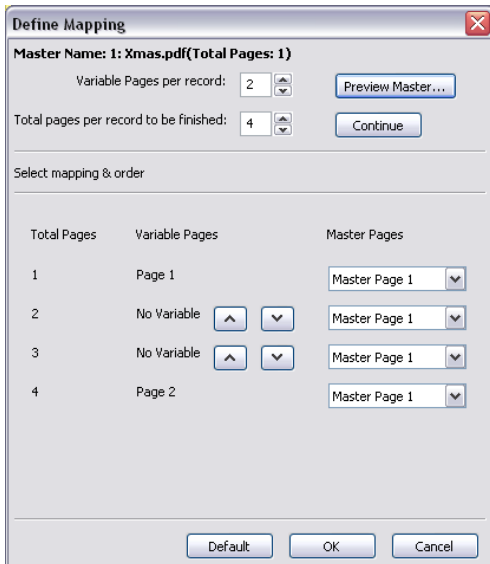 Define Mapping
Master Name: 1: Xmas.pdf(Total Pages: 1)
Variable Pages per record: 2 Preview Master...
Total pages per record to be finished: 4 Continue
Select mapping & order
Total Pages Variable Pages Master Pages
1 Page 1 Master Page 1
2 No Variable Master Page 1
3 No Variable Master Page 1
4 Page 2 Master Page 1
Default OK Cancel